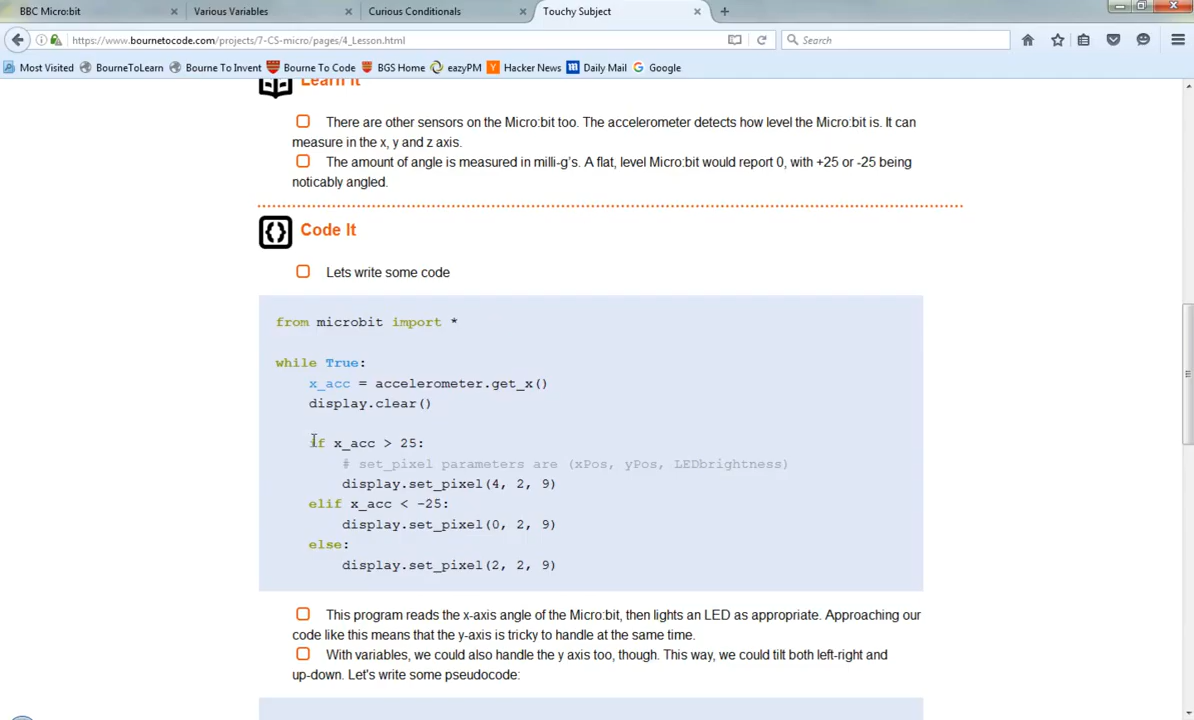 BBC Micro:bit × Various Variables × Curious Conditionals × Touchy Subject × +
https://www.bournetocode.com/projects/7-CS-micro/pages/4_Lesson.html Search
Most Visited BourneToLearn Bourne To Invent Bourne To Code BGS Home eazyPM Hacker News Daily Mail Google
Learn It
There are other sensors on the Micro:bit too. The accelerometer detects how level the Micro:bit is. It can
measure in the x, y and z axis.
The amount of angle is measured in milli-g's. A flat, level Micro:bit would report 0, with +25 or -25 being
noticably angled.
Code It
Lets write some code
from microbit import *
while True:
x_acc = accelerometer.get_x()
display.clear()
if x_acc > 25:
# set_pixel parameters are (xPos, yPos, LEDbrightness)
display.set_pixel(4, 2, 9)
elif x_acc < -25:
display.set_pixel(0, 2, 9)
else:
display.set_pixel(2, 2, 9)
This program reads the x-axis angle of the Micro:bit, then lights an LED as appropriate. Approaching our
code like this means that the y-axis is tricky to handle at the same time.
With variables, we could also handle the y axis too, though. This way, we could tilt both left-right and
up-down. Let's write some pseudocode: